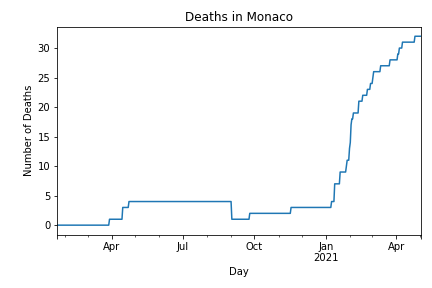 Deaths in Monaco
Number of Deaths
30
25
20
15
10
5
0
Apr
Jul
Oct
Jan
2021
Apr
Day